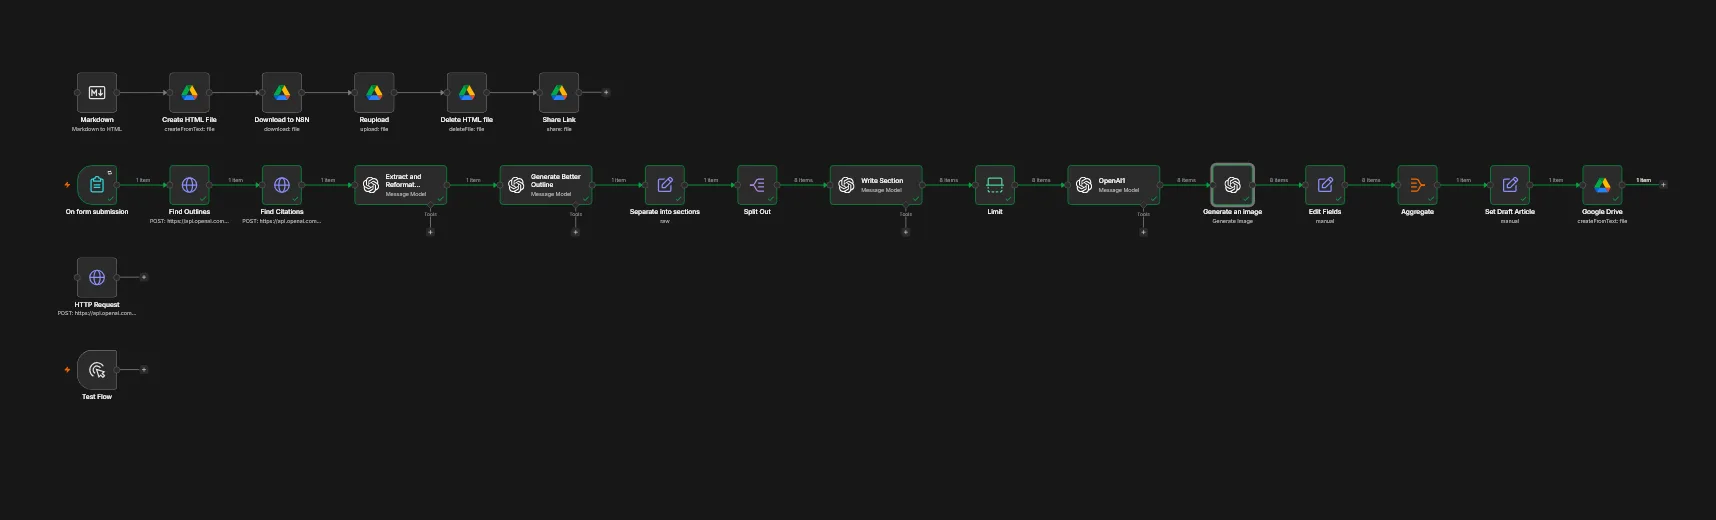 M↓
Markdown
Markdown to HTML
Create HTML File
createFromText: file
Download to N8N
download: file
Reupload
upload: file
Delete HTML file
deleteFile: file
Share Link
share: file
On form submission
1 item
Find Outlines
POST: https://api.openai.com...
1 item
Find Citations
POST: https://api.openai.com...
1 item
Extract and
Reformat...
Message Model
Tools
1 item
Generate Better
Outline
Message Model
Tools
1 item
Separate into sections
raw
1 item
Split Out
8 items
Write Section
Message Model
Tools
8 items
Limit
8 items
OpenAI1
Message Model
Tools
8 items
Generate an image
Generate Image
8 items
Edit Fields
manual
8 items
Aggregate
1 item
Set Draft Article
manual
1 item
Google Drive
createFromText: file
1 item
HTTP Request
POST: https://api.openai.com...
Test Flow